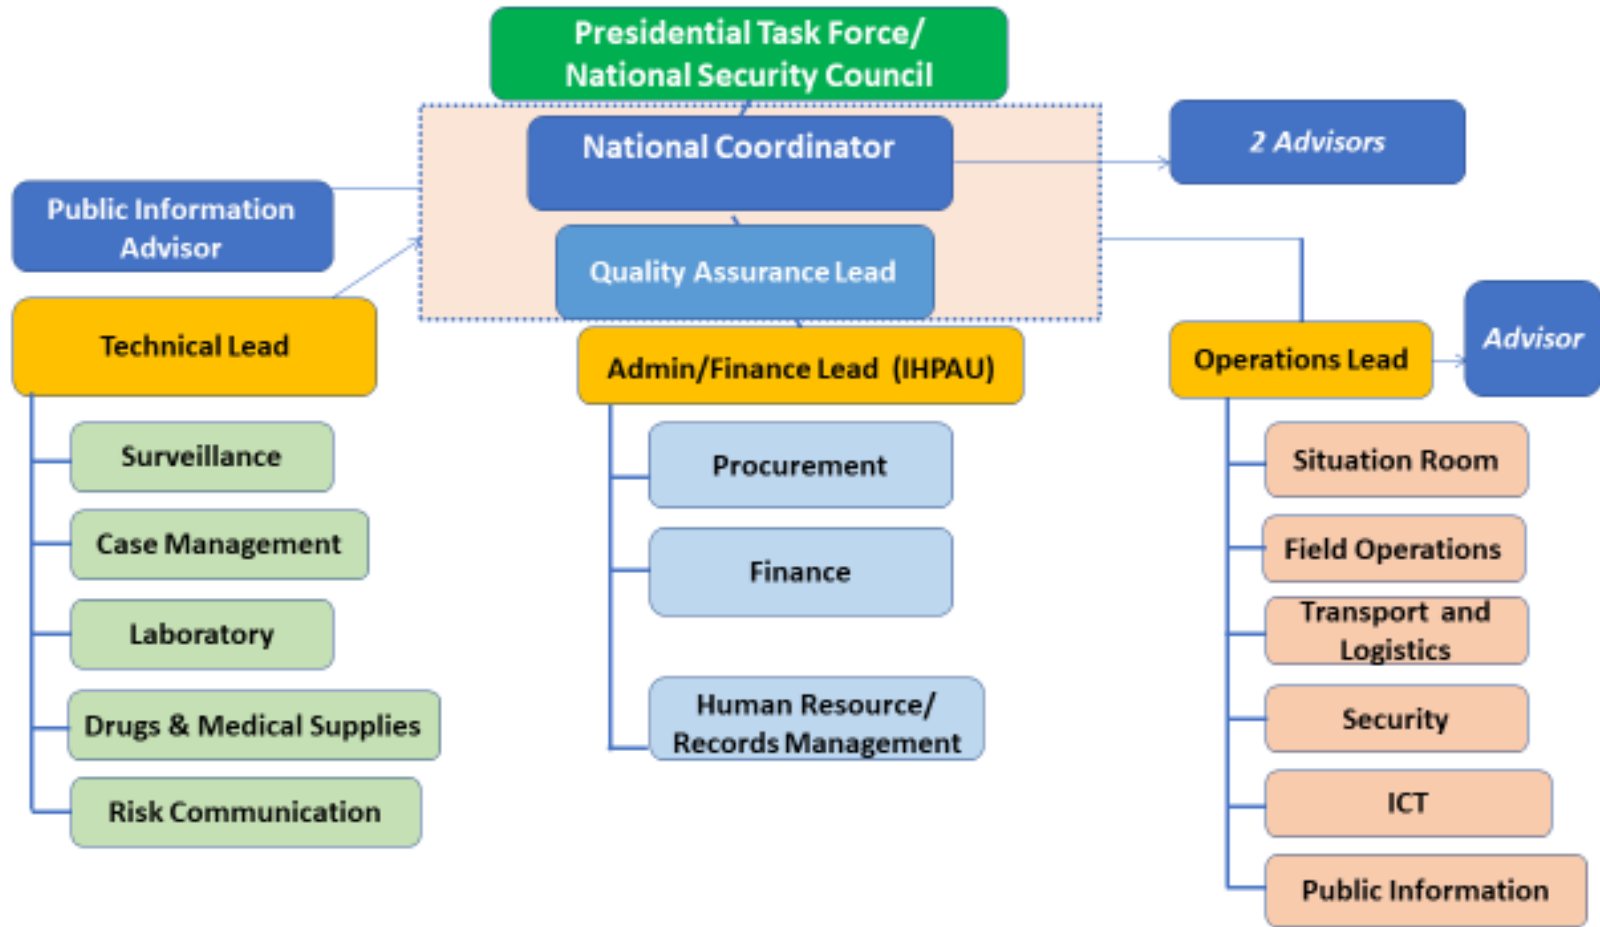 Presidential Task Force/
National Security Council
National Coordinator
2 Advisors
Public Information
Advisor
Quality Assurance Lead
Technical Lead
Admin/Finance Lead (IHPAU)
Operations Lead
Advisor
Surveillance
Case Management
Laboratory
Drugs & Medical Supplies
Risk Communication
Procurement
Finance
Human Resource/
Records Management
Situation Room
Field Operations
Transport and
Logistics
Security
ICT
Public Information